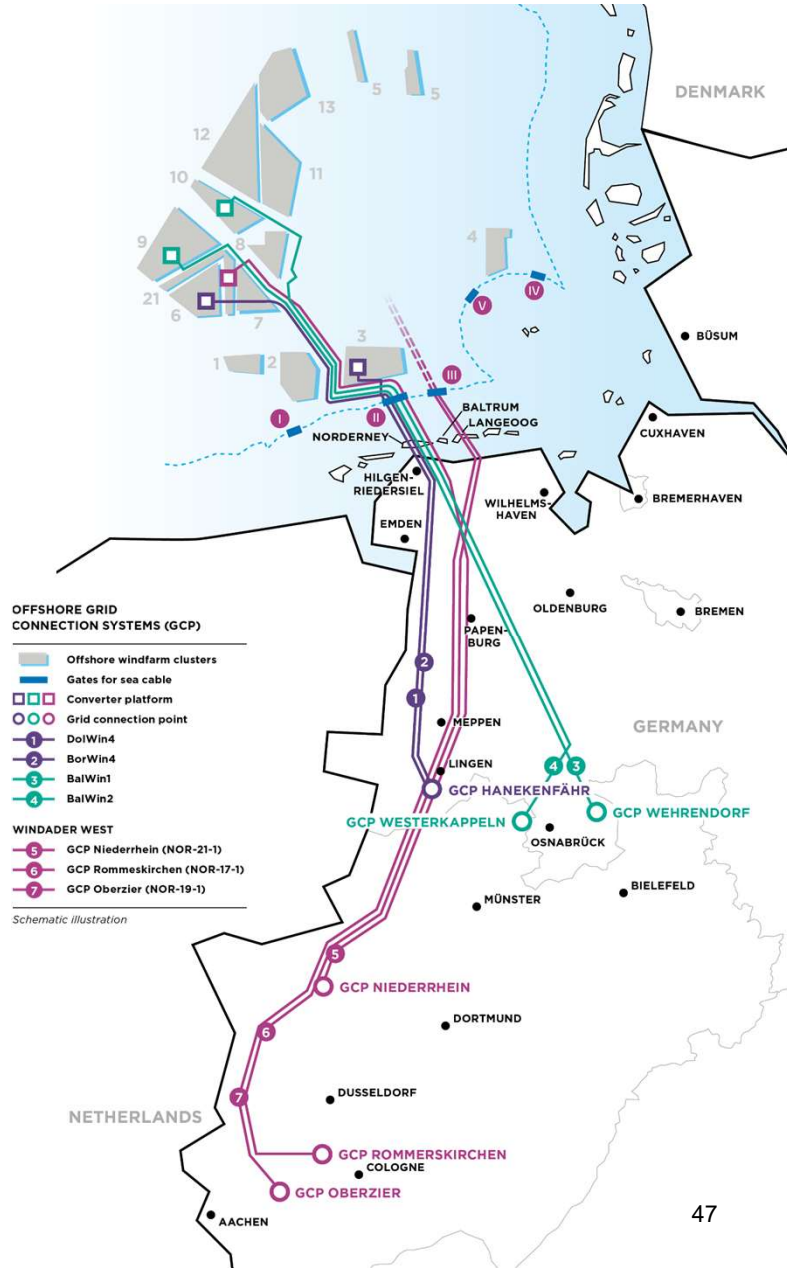 DENMARK
13
5
5
12
11
10
9
8
4
21
6
7
V
IV
3
1
2
III
BÜSUM
I
II
BALTRUM
LANGEOOG
NORDERNEY
CUXHAVEN
HILGEN-
RIEDERSIEL
WILHELMS-
HAVEN
BREMERHAVEN
EMDEN
OLDENBURG
BREMEN
PAPEN-
BURG
OFFSHORE GRID
CONNECTION SYSTEMS (GCP)
Offshore windfarm clusters
Gates for sea cable
Converter platform
Grid connection point
1 DolWin4
2 BorWin4
3 BalWin1
4 BalWin2
WINDADER WEST
5 GCP Niederrhein (NOR-21-1)
6 GCP Rommeskirchen (NOR-17-1)
7 GCP Oberzier (NOR-19-1)
Schematic illustration
2
1
MEPPEN
GERMANY
LINGEN
4
3
GCP HANEKENFÄHR
GCP WESTERKAPPELN
GCP WEHRENDORF
OSNABRÜCK
BIELEFELD
MÜNSTER
5
GCP NIEDERRHEIN
6
DORTMUND
7
DUSSELDORF
NETHERLANDS
GCP ROMMERSKIRCHEN
COLOGNE
GCP OBERZIER
AACHEN
47